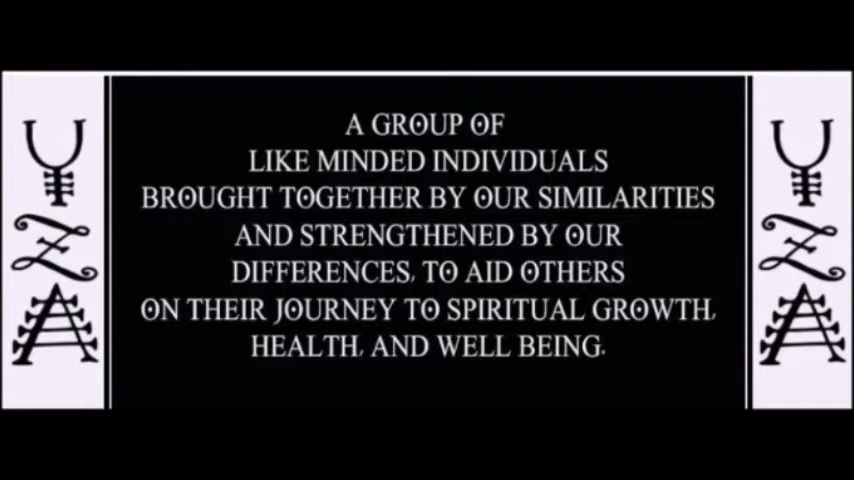 A GROUP OF
LIKE MINDED INDIVIDUALS
BROUGHT TOGETHER BY OUR SIMILARITIES
AND STRENGTHENED BY OUR
DIFFERENCES, TO AID OTHERS
ON THEIR JOURNEY TO SPIRITUAL GROWTH,
HEALTH, AND WELL BEING.